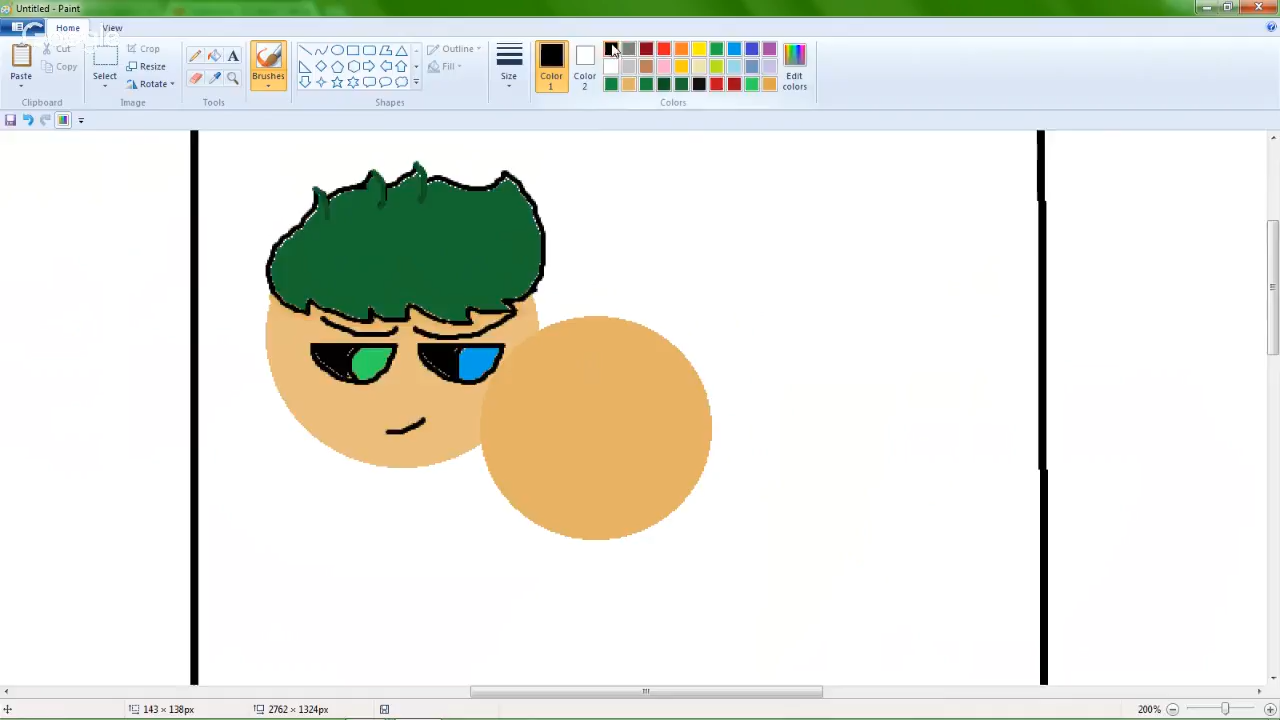 Untitled - Paint
Home View
Paste
Cut
Copy
Clipboard
Select
Crop
Resize
Rotate
Image
Tools
Brushes
Outline
Fill
Shapes
Size
Color 1
Color 2
Edit colors
Colors
143 × 138px
2762 × 1324px
200%